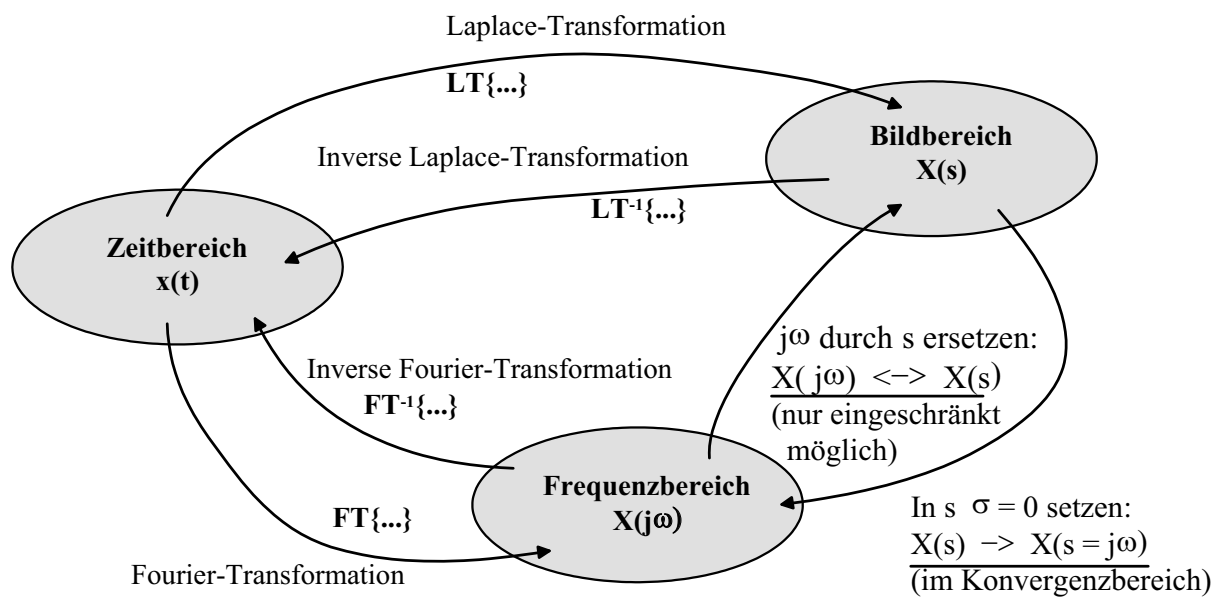 Laplace-Transformation
LT{...}
Bildbereich
X(s)
Inverse Laplace-Transformation
LT⁻¹{...}
Zeitbereich
x(t)
jω durch s ersetzen:
X( jω) <−> X(s)
(nur eingeschränkt
möglich)
Inverse Fourier-Transformation
FT⁻¹{...}
Frequenzbereich
X(jω)
In s σ = 0 setzen:
X(s) −> X(s = jω)
(im Konvergenzbereich)
FT{...}
Fourier-Transformation